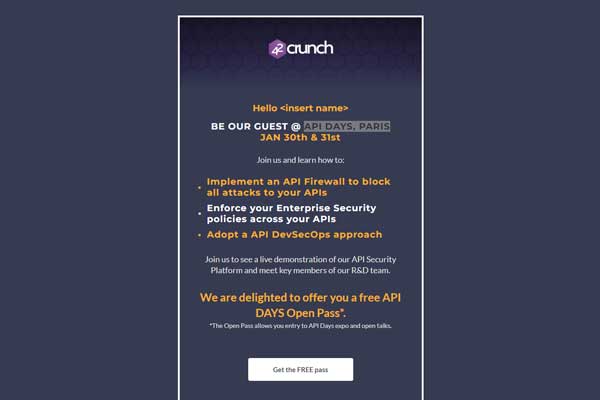 42 crunch
Hello <insert name>
BE OUR GUEST @ API DAYS, PARIS
JAN 30th & 31st
Join us and learn how to:
• Implement an API Firewall to block
all attacks to your APIs
• Enforce your Enterprise Security
policies across your APIs
• Adopt a API DevSecOps approach
Join us to see a live demonstration of our API Security
Platform and meet key members of our R&D team.
We are delighted to offer you a free API
DAYS Open Pass*.
*The Open Pass allows you entry to API Days expo and open talks.
Get the FREE pass